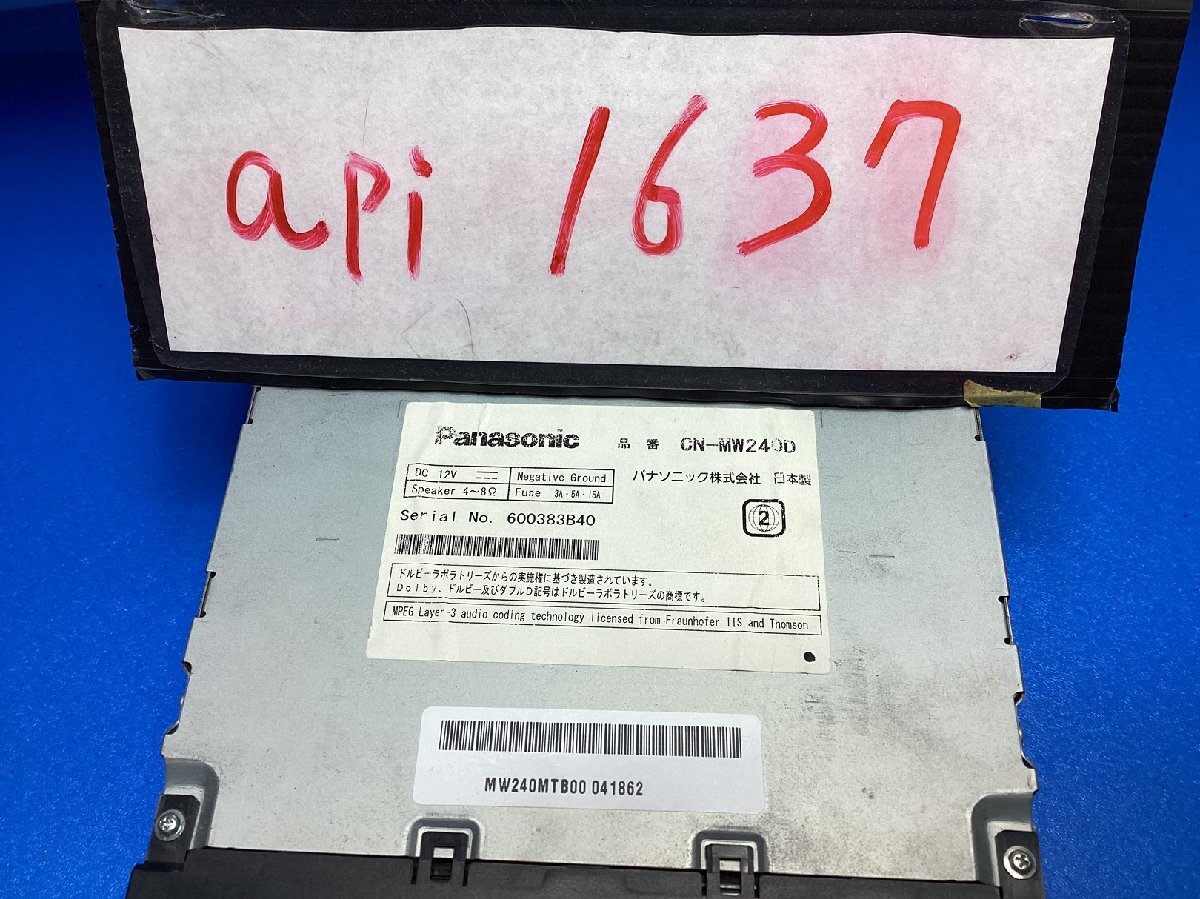 api 1637
Panasonic 品番 CN-MW240D
DC 12V Negative Ground パナソニック株式会社 日本製
Speaker 4~8Ω Fuse 3A・5A・15A
Serial No. 600383B40
2
ドルビーラボラトリーズからの実施権に基づき製造されています。
Dolby、ドルビー及びダブルD記号はドルビーラボラトリーズの商標です。
MPEG Layer-3 audio coding technology licensed from Fraunhofer IIS and Thomson.
MW240MTB00 041862